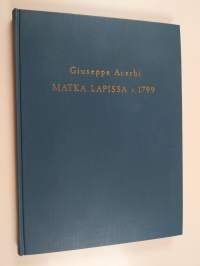 Giuseppe Acerbi
MATKA LAPISSA v. 1799